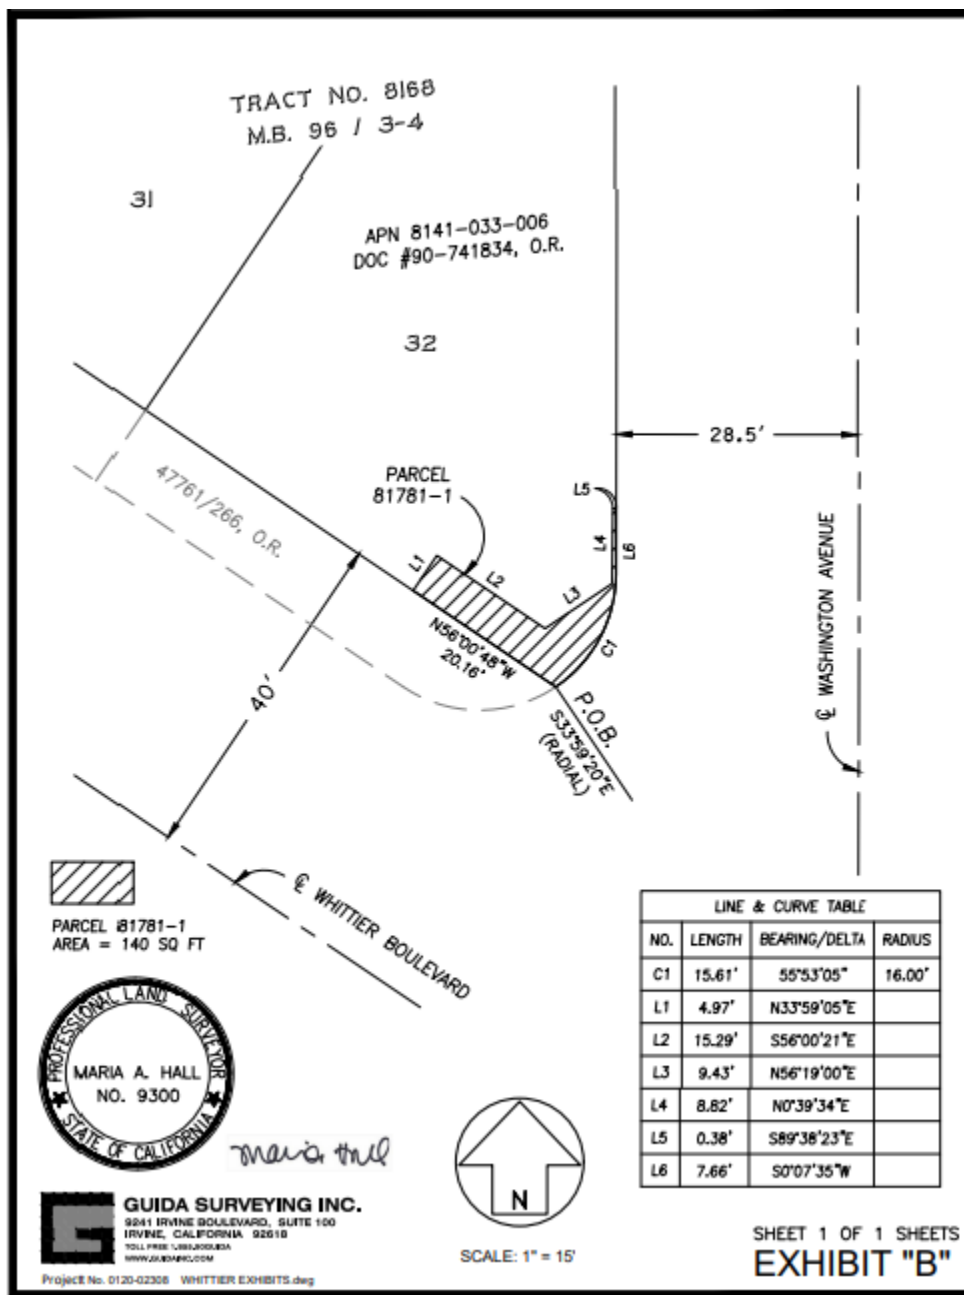 TRACT NO. 8168
M.B. 96 / 3-4
31
APN 8141-033-006
DOC #90-741834, O.R.
32
28.5'
PARCEL
81781-1
L5
L4
L6
L1
L2
L3
C1
47761/266, O.R.
N56°00'48"W
20.16'
40'
P.O.B.
S33°59'20"E
(RADIAL)
℄ WASHINGTON AVENUE
℄ WHITTIER BOULEVARD
PARCEL 81781-1
AREA = 140 SQ FT
LINE & CURVE TABLE
NO. LENGTH BEARING/DELTA RADIUS
C1 15.61' 55°53'05" 16.00'
L1 4.97' N33°59'05"E
L2 15.29' S56°00'21"E
L3 9.43' N56°19'00"E
L4 8.82' N0°39'34"E
L5 0.38' S89°38'23"E
L6 7.66' S0°07'35"W
PROFESSIONAL LAND SURVEYOR
MARIA A. HALL
NO. 9300
STATE OF CALIFORNIA
Maria Hall
N
SCALE: 1" = 15'
GUIDA SURVEYING INC.
9241 IRVINE BOULEVARD, SUITE 100
IRVINE, CALIFORNIA 92618
TOLL FREE
WWW.GUIDAINC.COM
Project No. 0120-02308 WHITTIER EXHIBITS.dwg
SHEET 1 OF 1 SHEETS
EXHIBIT "B"